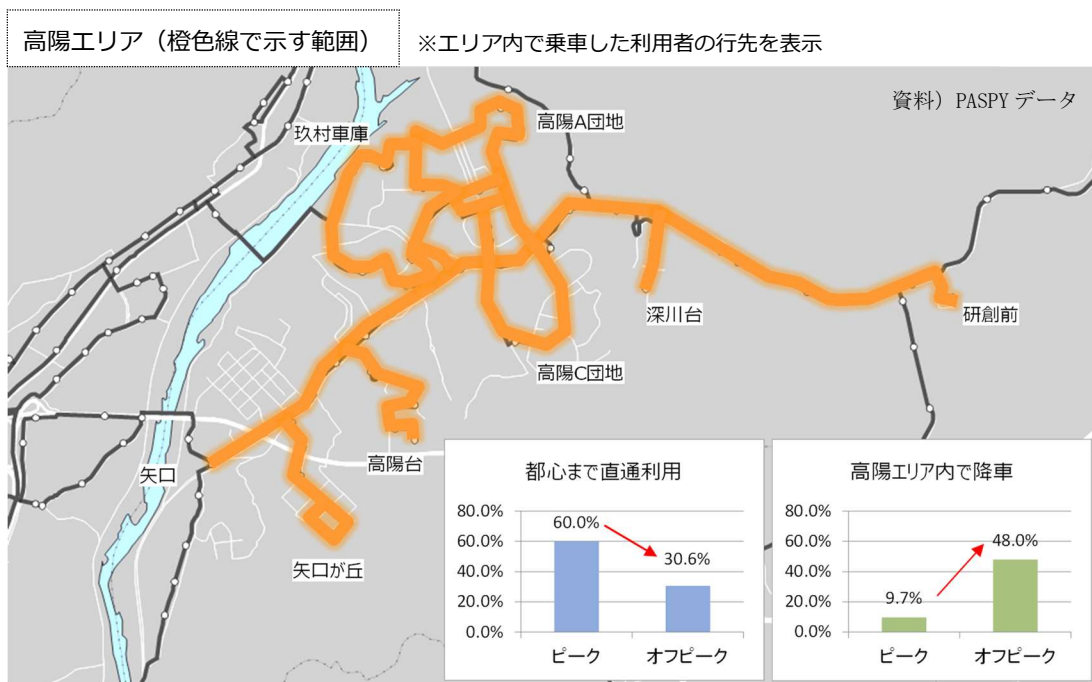 高陽エリア（橙色線で示す範囲）
※エリア内で乗車した利用者の行先を表示
資料）PASPY データ
玖村車庫
高陽A団地
深川台
研創前
高陽C団地
高陽台
矢口
矢口が丘
都心まで直通利用
80.0%
60.0%
40.0%
20.0%
0.0%
60.0%
30.6%
ピーク
オフピーク
高陽エリア内で降車
80.0%
60.0%
40.0%
20.0%
0.0%
9.7%
48.0%
ピーク
オフピーク